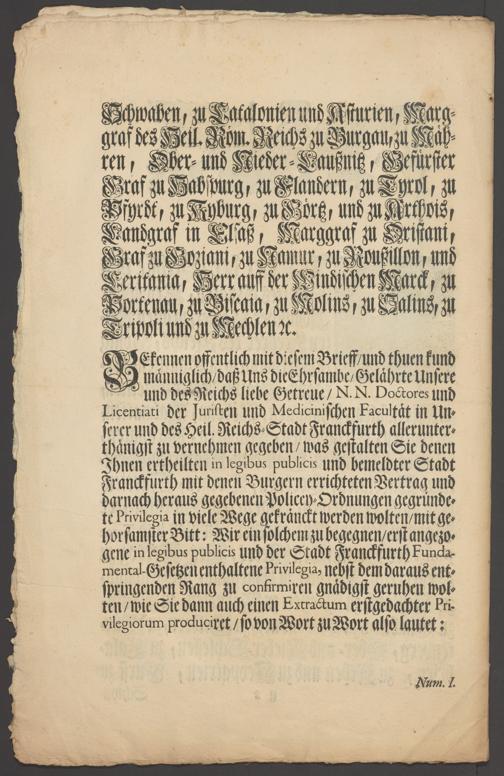 Schwaben, zu Catalonien und Asturien, Marg-
graf des Heil. Röm. Reichs zu Burgau, zu Mäh-
ren, Ober- und Nieder-Laußnitz, Gefürster
Graf zu Habspurg, zu Flandern, zu Tyrol, zu
Pfyrdt, zu Kyburg, zu Görtz, und zu Arthois,
Landgraf in Elsaß, Marggraf zu Oristani,
Graf zu Goziani, zu Namur, zu Roußillon, und
Ceritania, Herr auff der Windischen Marck, zu
Portenau, zu Biscaia, zu Molins, zu Salins, zu
Tripoli und zu Mechlen ꝛc.
BEkennen offentlich mit diesem Brieff/und thuen kund
männiglich/daß Uns die Ehrsambe/Gelährte Unsere
und des Reichs liebe Getreue/ N. N. Doctores und
Licentiati der Juristen und Medicinischen Facultät in Un-
serer und des Heil. Reichs-Stadt Franckfurth allerunter-
thänigst zu vernehmen gegeben/was gestalten Sie denen
Ihnen ertheilten in legibus publicis und bemeldter Stadt
Franckfurth mit denen Burgern errichteten Vertrag und
darnach heraus gegebenen Policey-Ordnungen gegründe-
te Privilegia in viele Wege gekränckt werden wolten/mit ge-
horsamster Bitt: Wir ein solchem zu begegnen/erst angezo-
gene in legibus publicis und der Stadt Franckfurth Funda-
mental-Gesetzen enthaltene Privilegia, nebst dem daraus ent-
springenden Rang zu confirmiren gnädigst geruhen wol-
ten/wie Sie dann auch einen Extractum erstgedachter Pri-
vilegiorum produciret/so von Wort zu Wort also lautet:
Num. I.